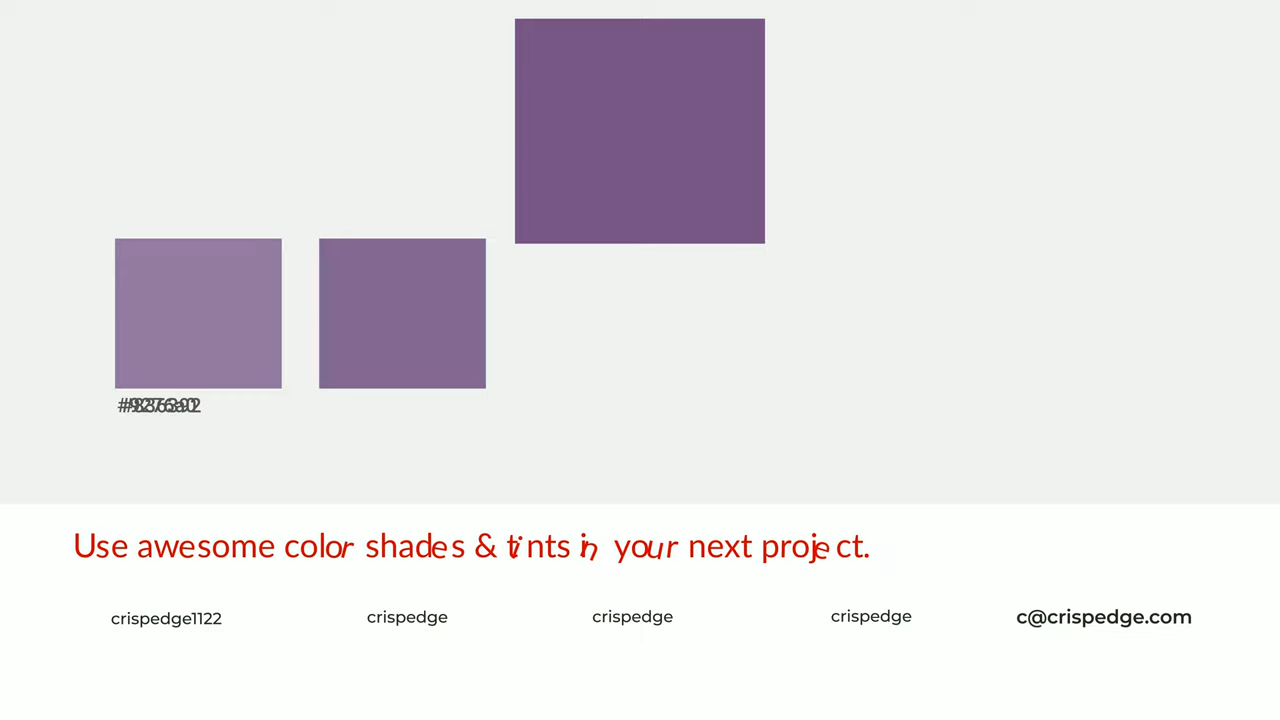 Use awesome color shades & tints in your next project.
crispedge1122 crispedge crispedge crispedge c@crispedge.com